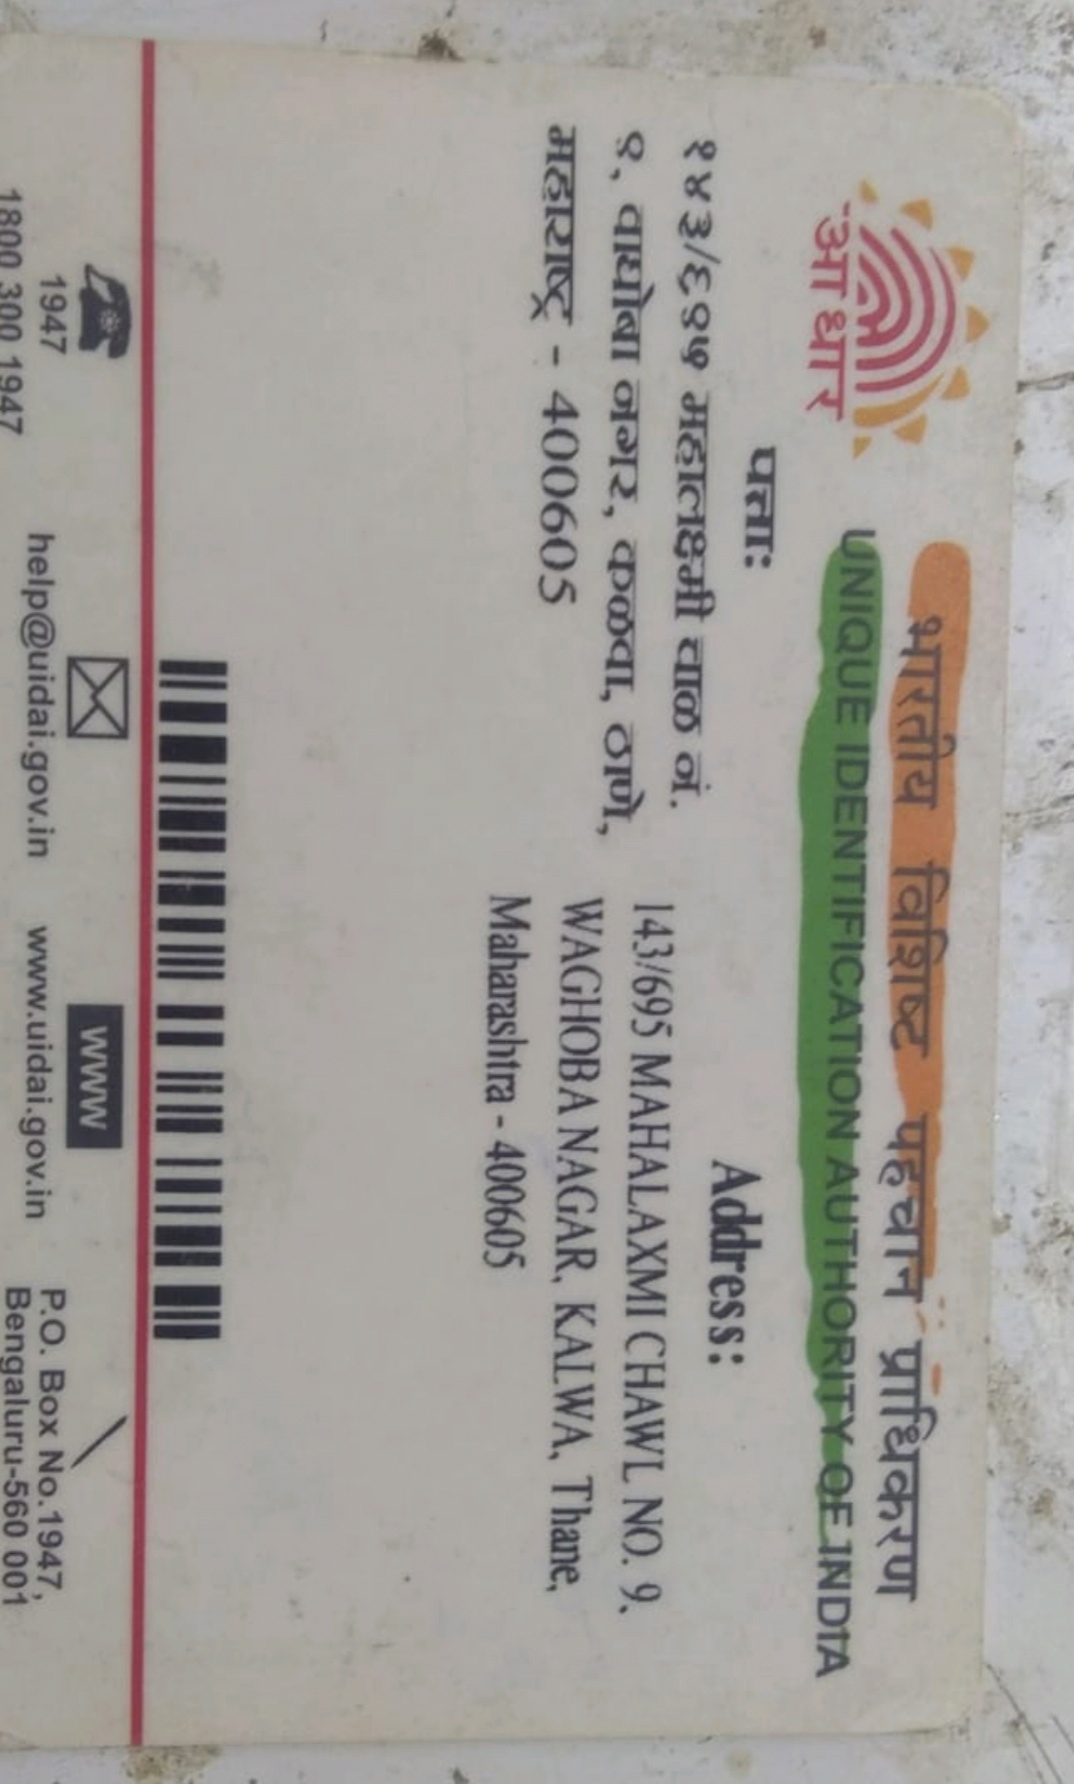 आधार
भारतीय विशिष्ट पहचान प्राधिकरण
UNIQUE IDENTIFICATION AUTHORITY OF INDIA
पत्ता:
१४३/६९५ महालक्ष्मी चाळ नं.
९, वाघोबा नगर, कळवा, ठाणे,
महाराष्ट्र - 400605
Address:
143/695 MAHALAXMI CHAWL NO. 9,
WAGHOBA NAGAR, KALWA, Thane,
Maharashtra - 400605
1947
1800 300 1947
help@uidai.gov.in
WWW
www.uidai.gov.in
P.O. Box No.1947,
Bengaluru-560 001